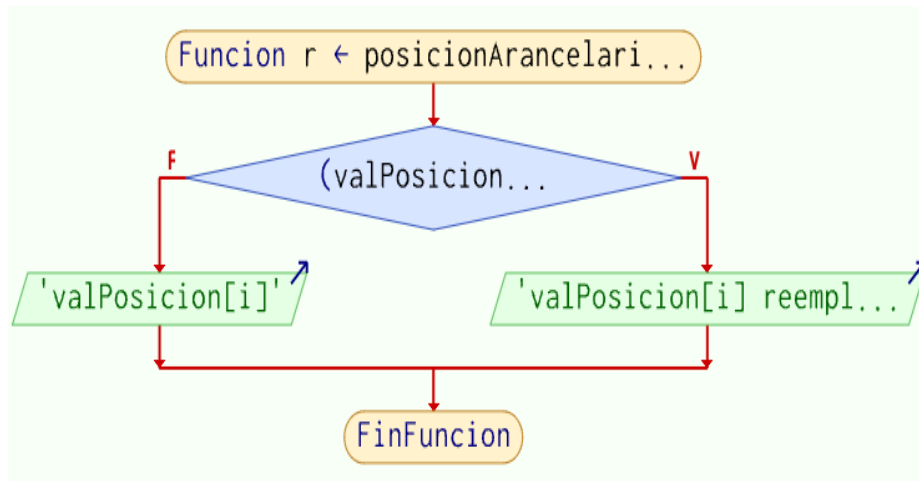 Funcion r ← posicionArancelari...
F
V
(valPosicion...
'valPosicion[i]'
'valPosicion[i] reempl...
FinFuncion